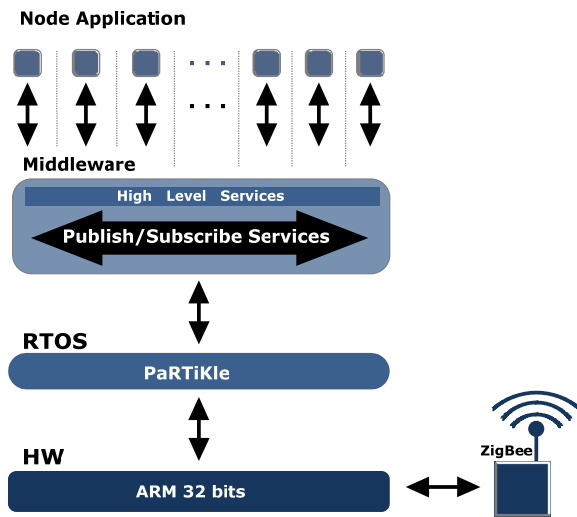 Node Application
Middleware
High Level Services
Publish/Subscribe Services
RTOS
PaRTiKle
HW
ZigBee
ARM 32 bits